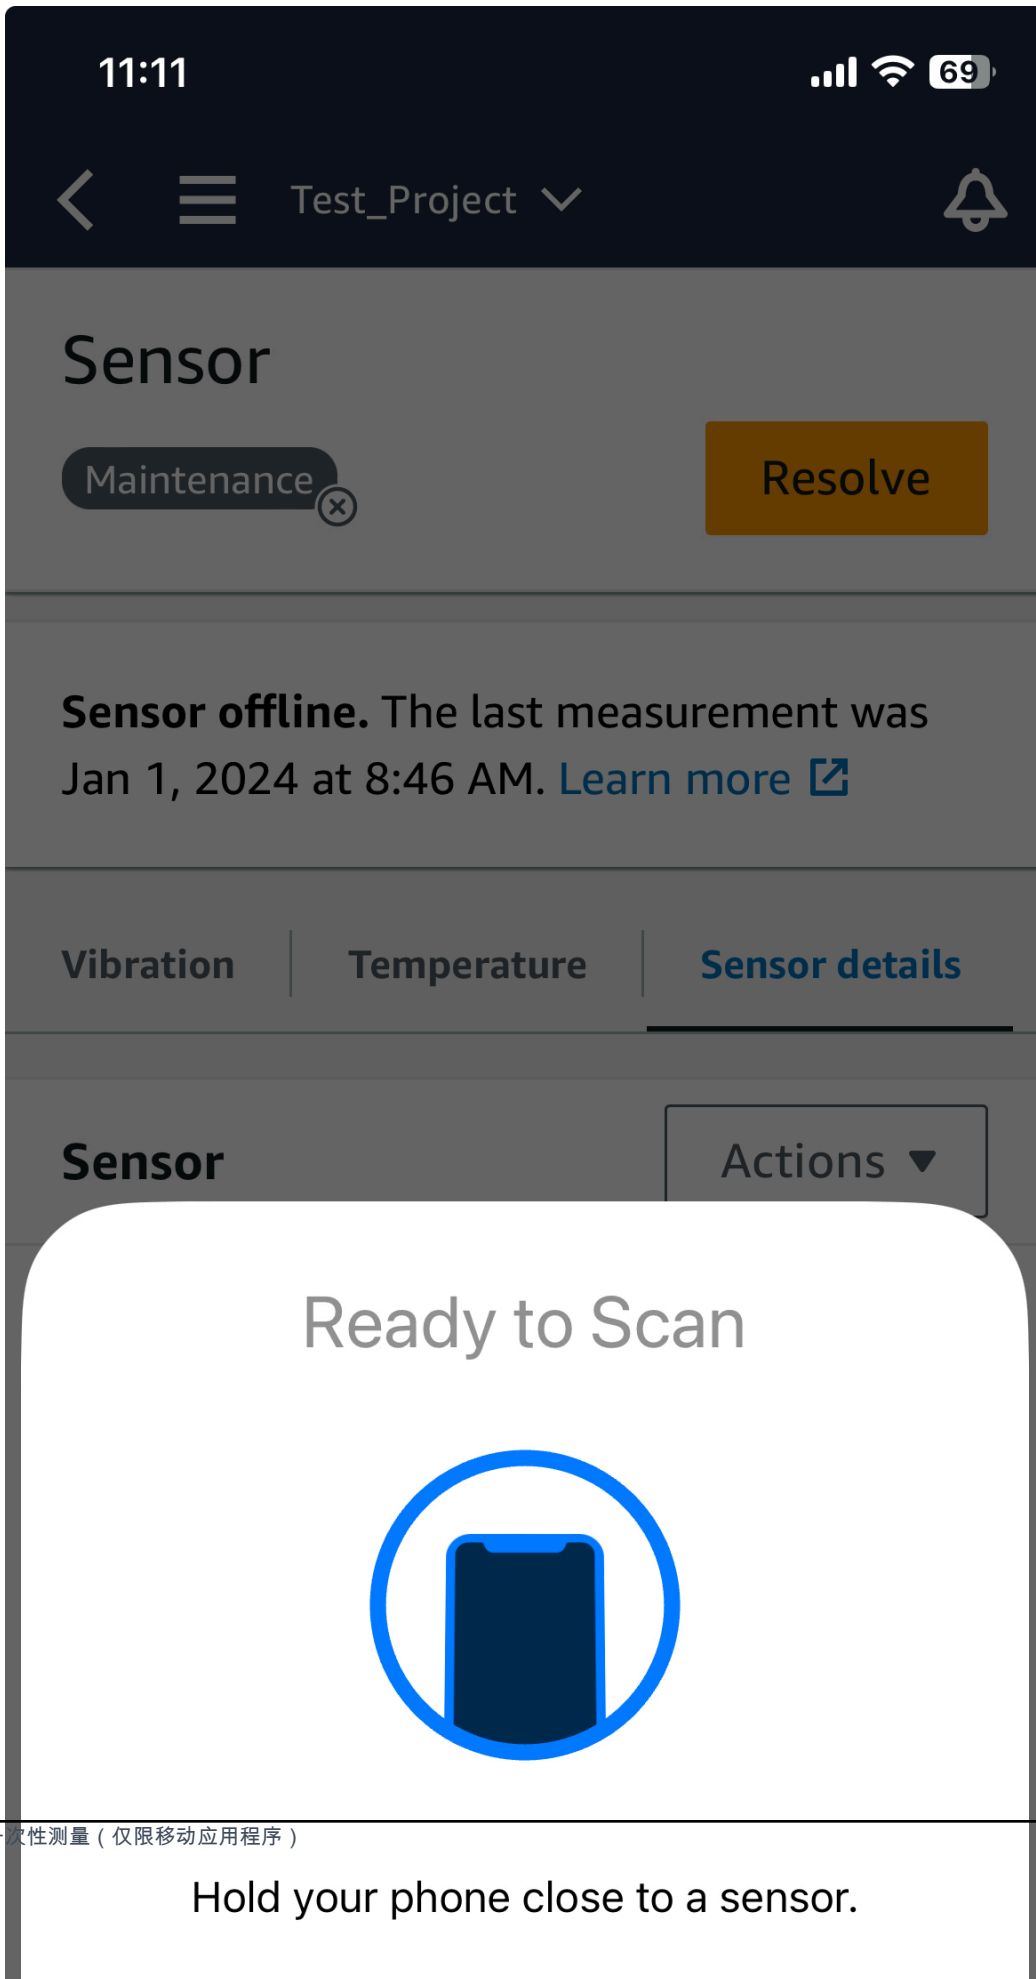 11:11
69
Test_Project
Sensor
Maintenance
Resolve
Sensor offline. The last measurement was
Jan 1, 2024 at 8:46 AM. Learn more
Vibration
Temperature
Sensor details
Sensor
Actions
Ready to Scan
次性测量（仅限移动应用程序）
Hold your phone close to a sensor.